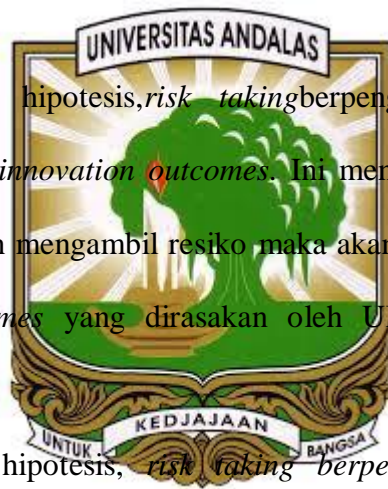 UNIVERSITAS ANDALAS
hipotesis,risk takingberpen
innovation outcomes. Ini men
mengambil resiko maka akan
mes yang dirasakan oleh U
KEDJAJAAN
UNTUK BANGSA
hipotesis, risk taking berpe